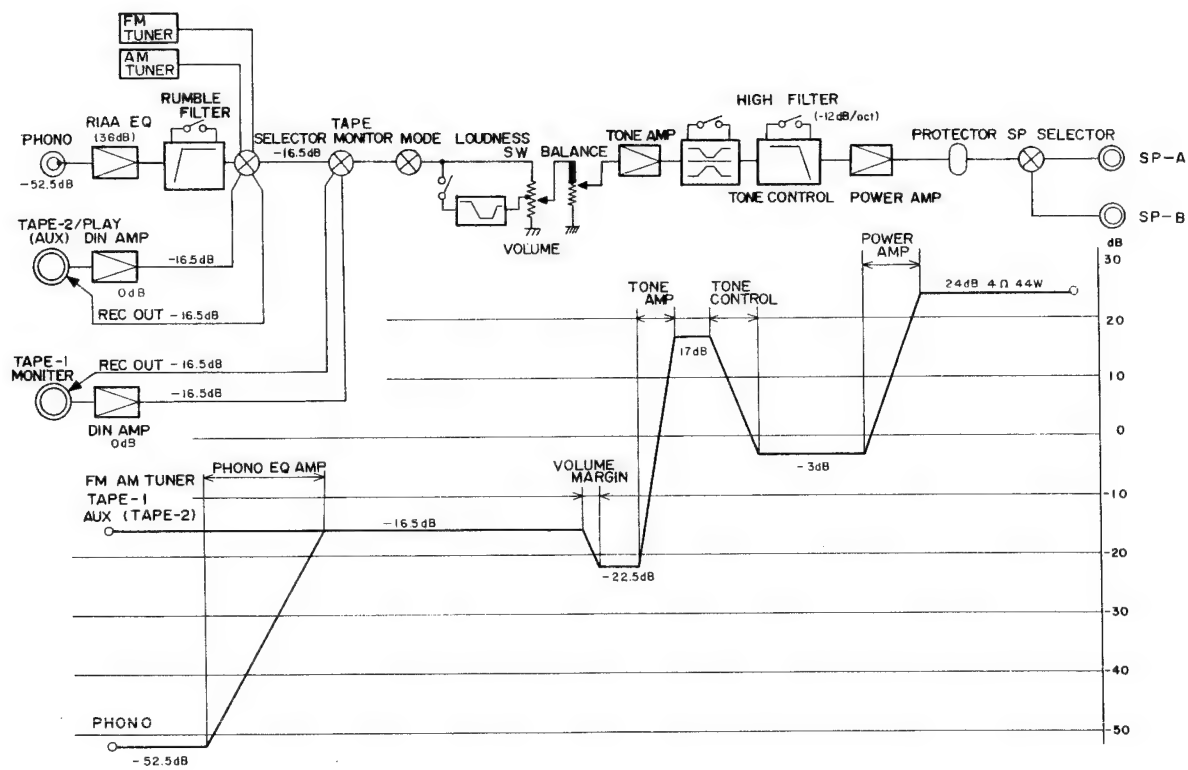 FM
TUNER
AM
TUNER
RUMBLE
FILTER
RIAA EQ
(36dB)
PHONO
-52.5dB
SELECTOR
-16.5dB
TAPE
MONITOR
MODE
LOUDNESS
SW
BALANCE
VOLUME
TONE AMP
HIGH FILTER
(-12dB/oct)
TONE CONTROL
POWER AMP
PROTECTOR
SP SELECTOR
SP-A
SP-B
TAPE-2/PLAY
(AUX)
DIN AMP
-16.5dB
0dB
REC OUT -16.5dB
TAPE-1
MONITER
REC OUT -16.5dB
-16.5dB
DIN AMP
0dB
dB
30
20
10
0
-10
-20
-30
-40
-50
POWER
AMP
24dB 4Ω 44W
TONE
AMP
TONE
CONTROL
17dB
-3dB
VOLUME
MARGIN
-22.5dB
PHONO EQ AMP
FM AM TUNER
TAPE-1
AUX (TAPE-2)
-16.5dB
PHONO
-52.5dB